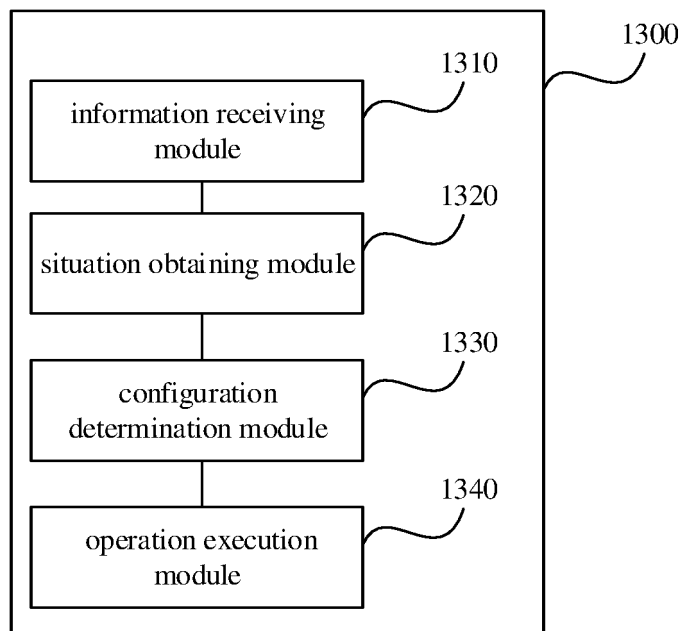 1300
1310
information receiving
module
1320
situation obtaining module
1330
configuration
determination module
1340
operation execution
module